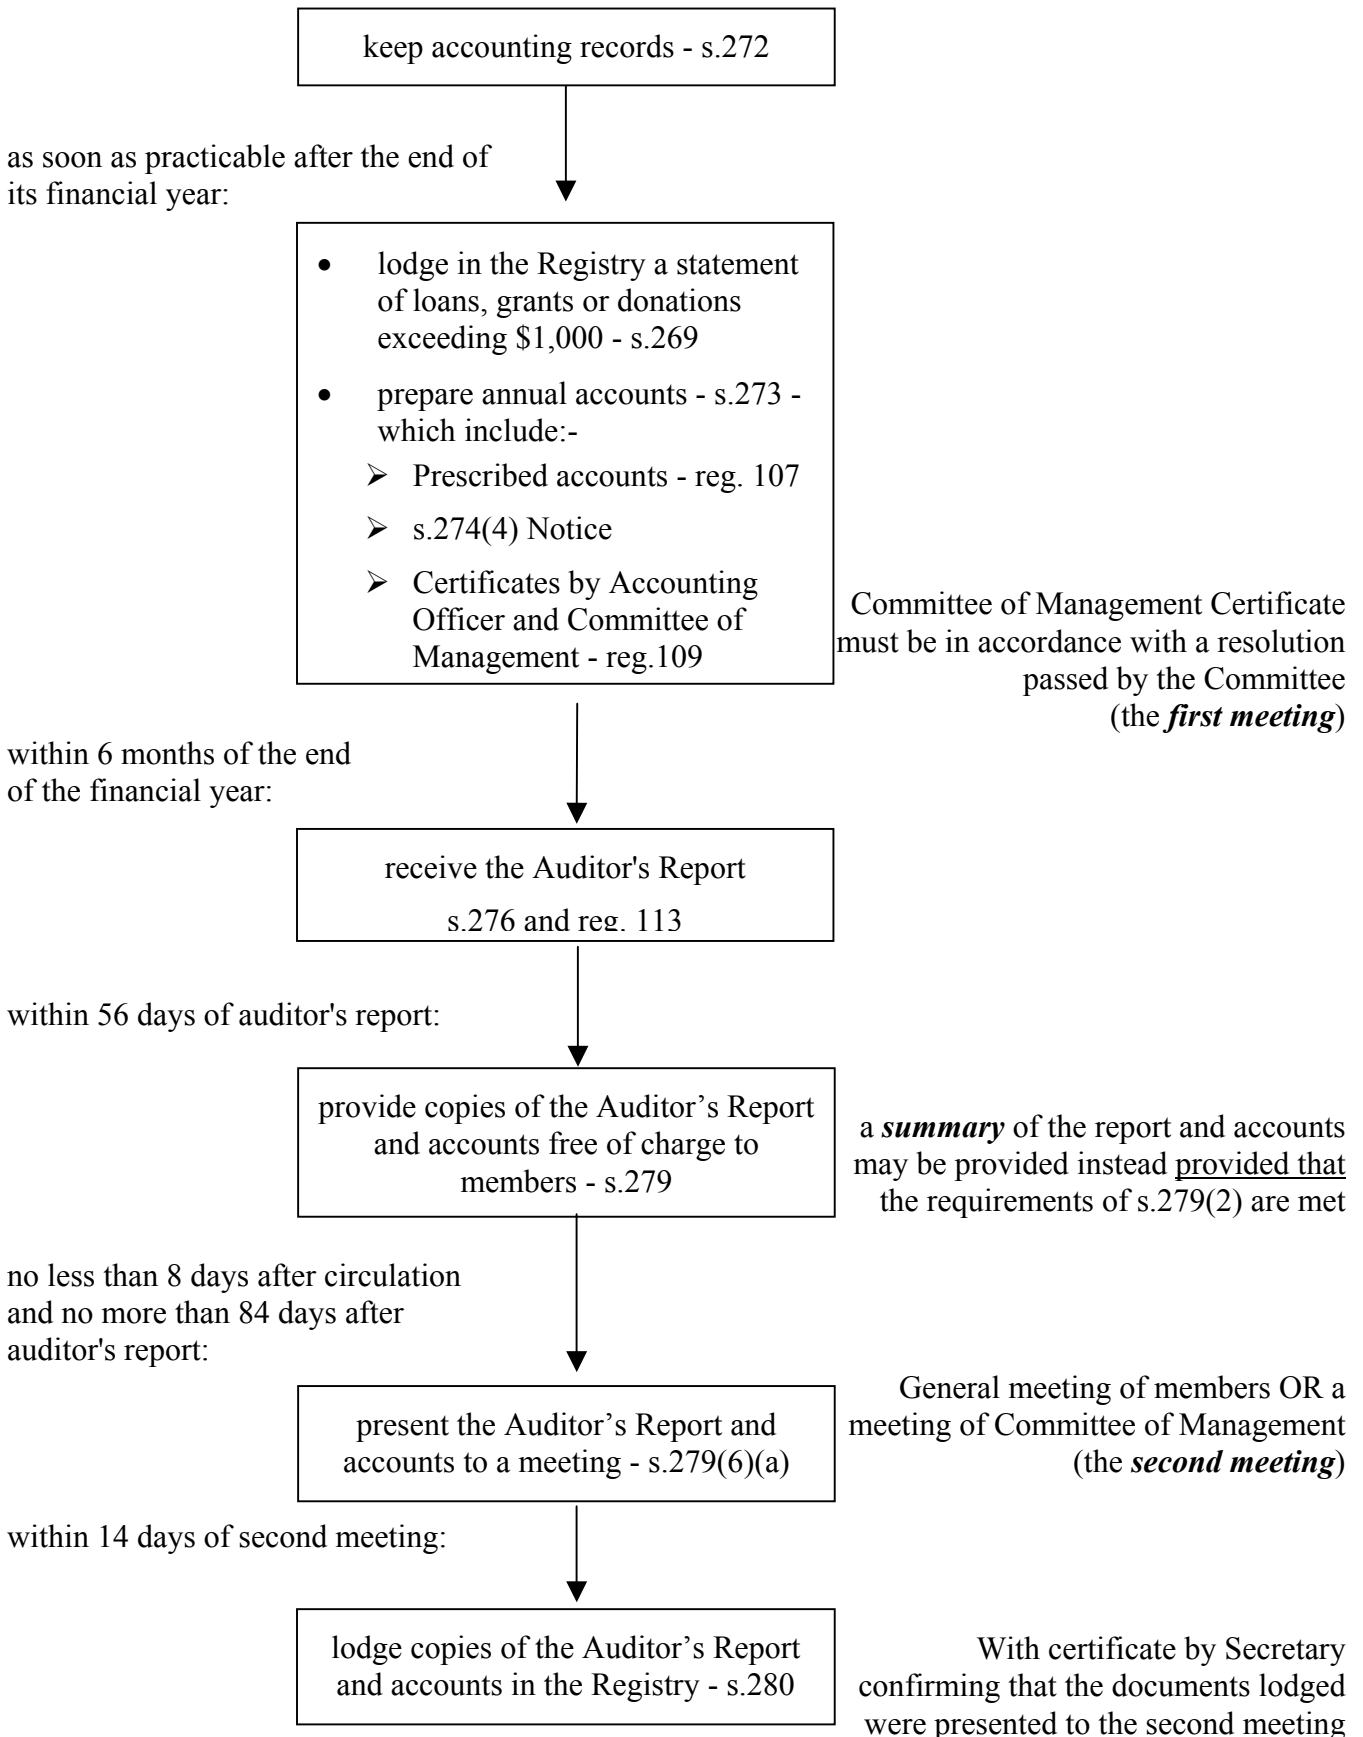 keep accounting records - s.272
as soon as practicable after the end of
its financial year:
• lodge in the Registry a statement
of loans, grants or donations
exceeding $1,000 - s.269
• prepare annual accounts - s.273 -
which include:-
➢ Prescribed accounts - reg. 107
➢ s.274(4) Notice
➢ Certificates by Accounting
Officer and Committee of
Management - reg.109
Committee of Management Certificate
must be in accordance with a resolution
passed by the Committee
(the first meeting)
within 6 months of the end
of the financial year:
receive the Auditor's Report
s.276 and reg. 113
within 56 days of auditor's report:
provide copies of the Auditor’s Report
and accounts free of charge to
members - s.279
a summary of the report and accounts
may be provided instead provided that
the requirements of s.279(2) are met
no less than 8 days after circulation
and no more than 84 days after
auditor's report:
present the Auditor’s Report and
accounts to a meeting - s.279(6)(a)
General meeting of members OR a
meeting of Committee of Management
(the second meeting)
within 14 days of second meeting:
lodge copies of the Auditor’s Report
and accounts in the Registry - s.280
With certificate by Secretary
confirming that the documents lodged
were presented to the second meeting